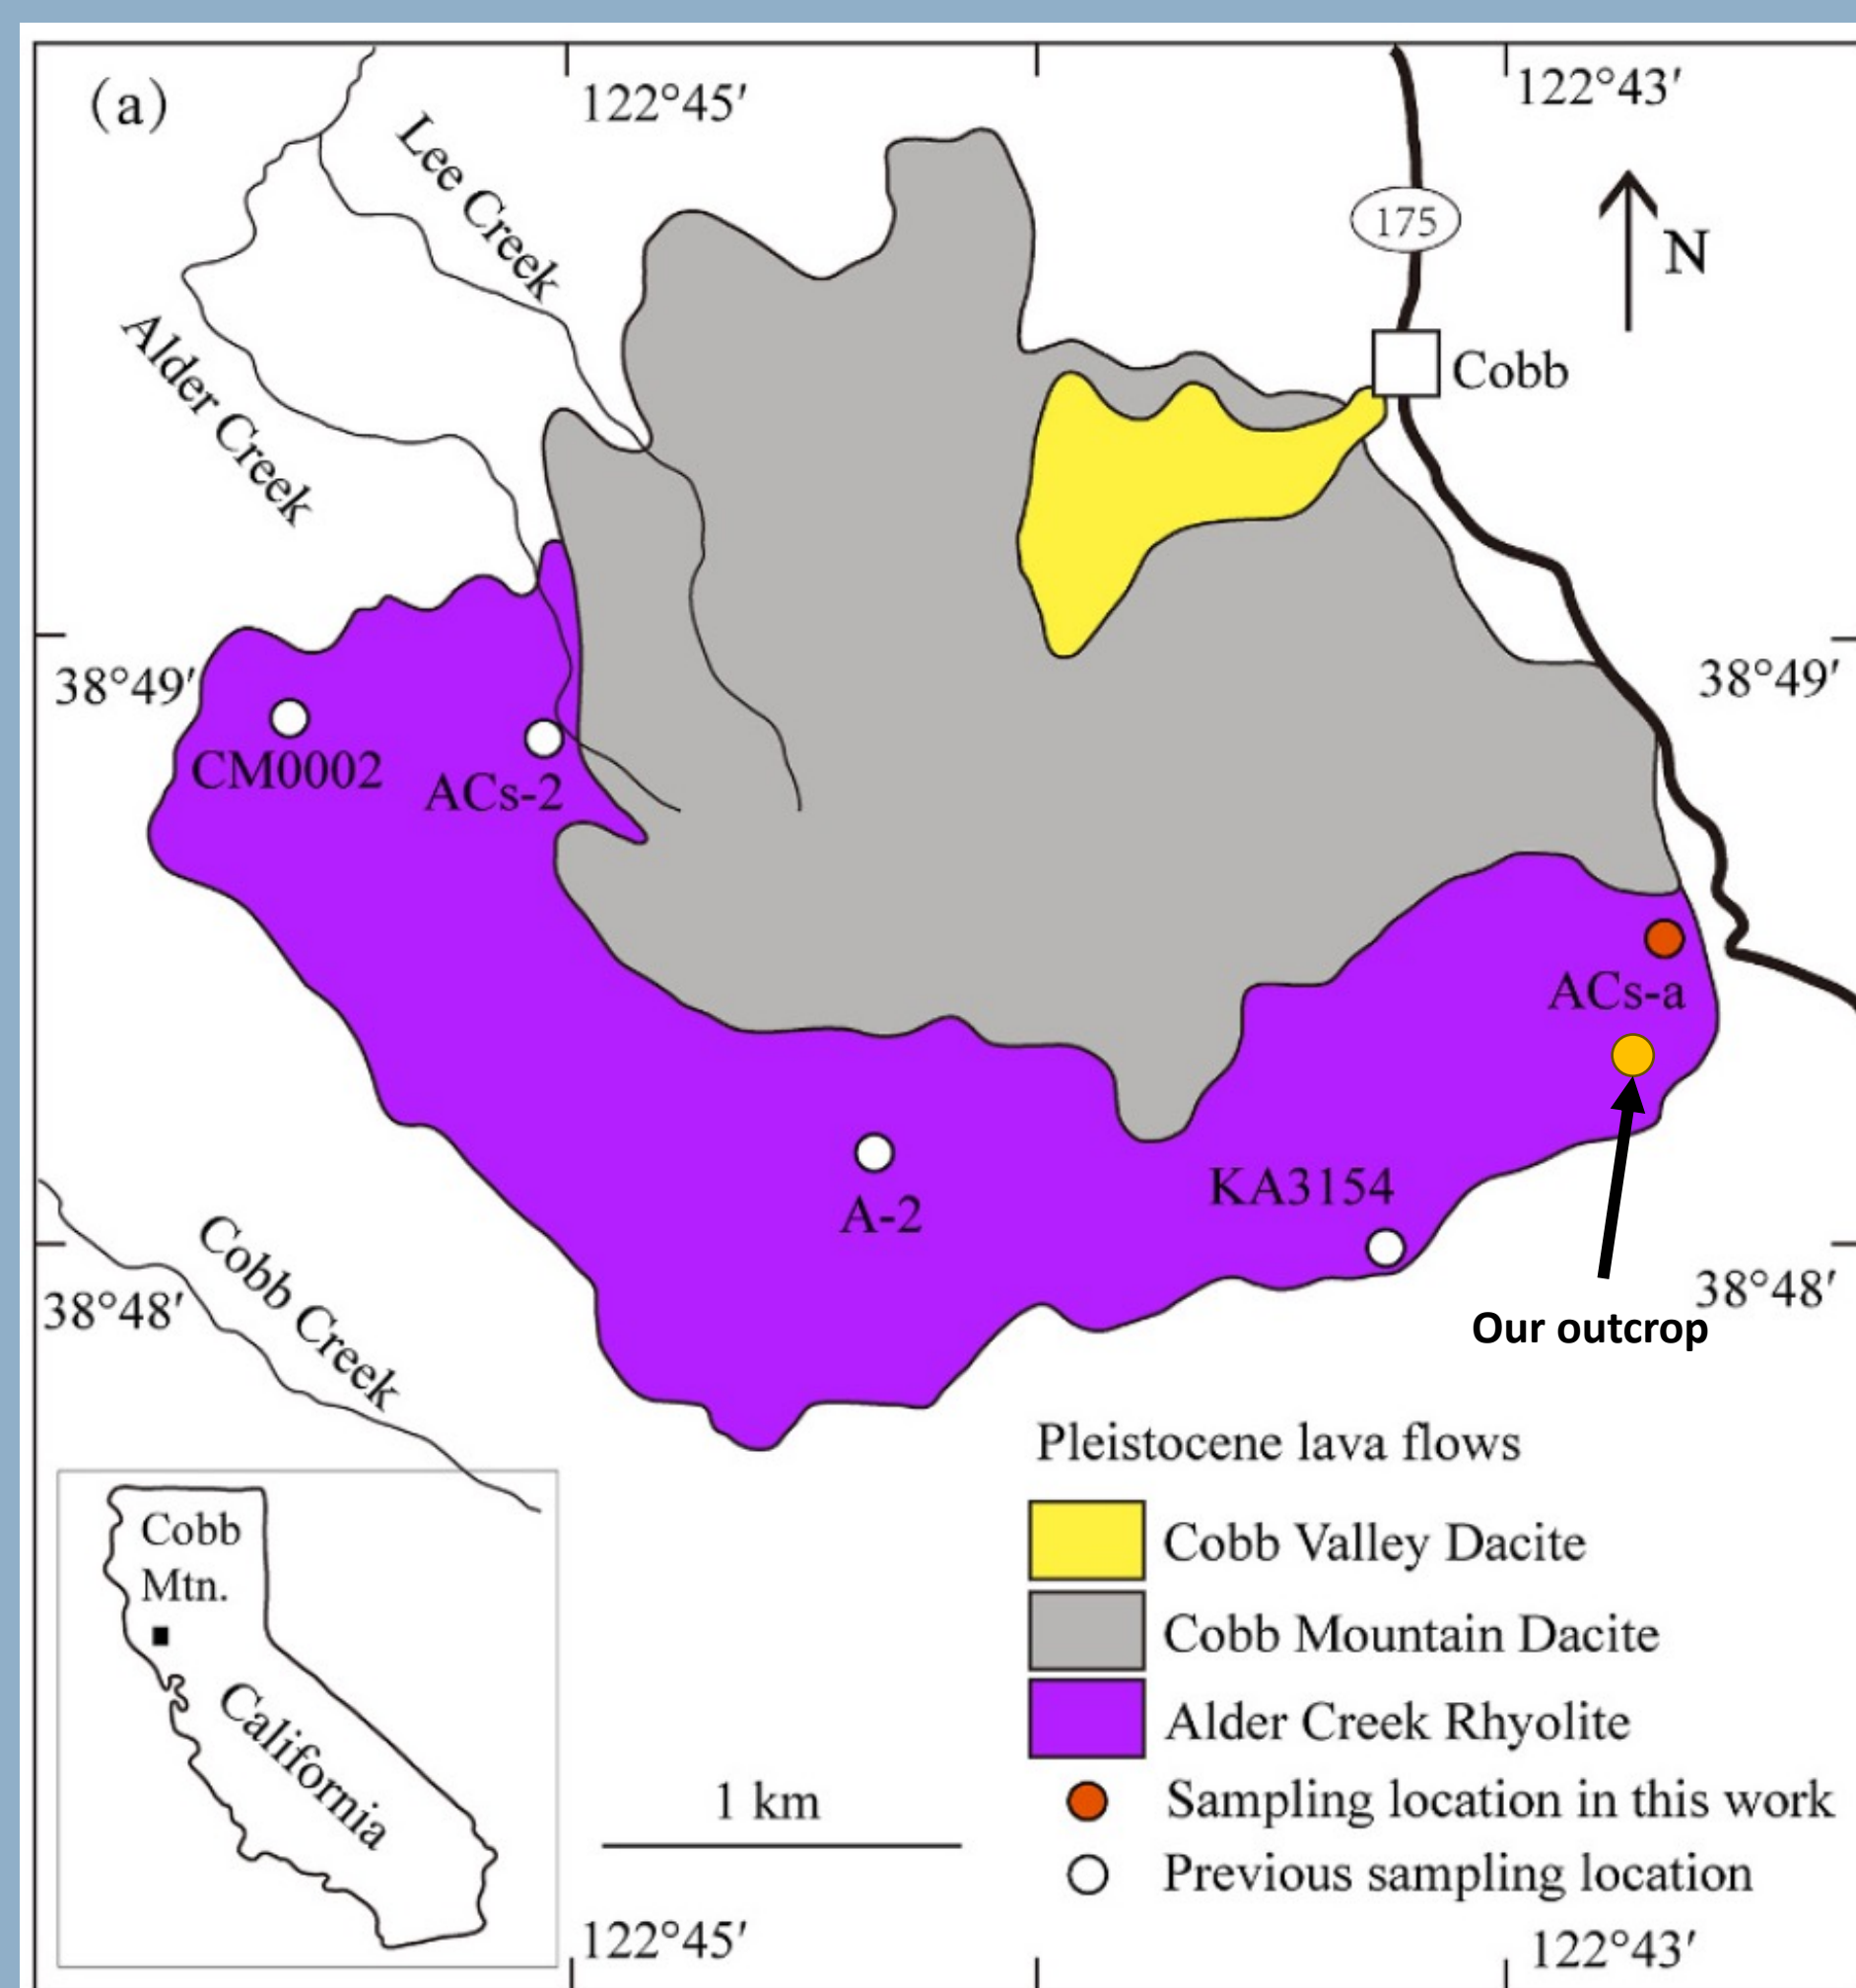 (a)
122°45′
122°43′
Lee Creek
175
N
Alder Creek
Cobb
38°49′
38°49′
CM0002
ACs-2
ACs-a
A-2
KA3154
Cobb Creek
38°48′
38°48′
Our outcrop
Pleistocene lava flows
Cobb Valley Dacite
Cobb Mountain Dacite
Alder Creek Rhyolite
Sampling location in this work
Previous sampling location
Cobb
Mtn.
California
1 km
122°45′
122°43′